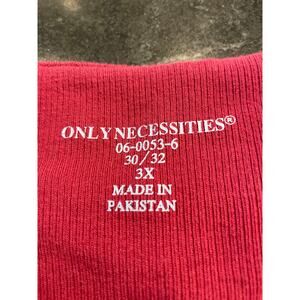 ONLY NECESSITIES®
06-0053-6
30/32
3X
MADE IN
PAKISTAN